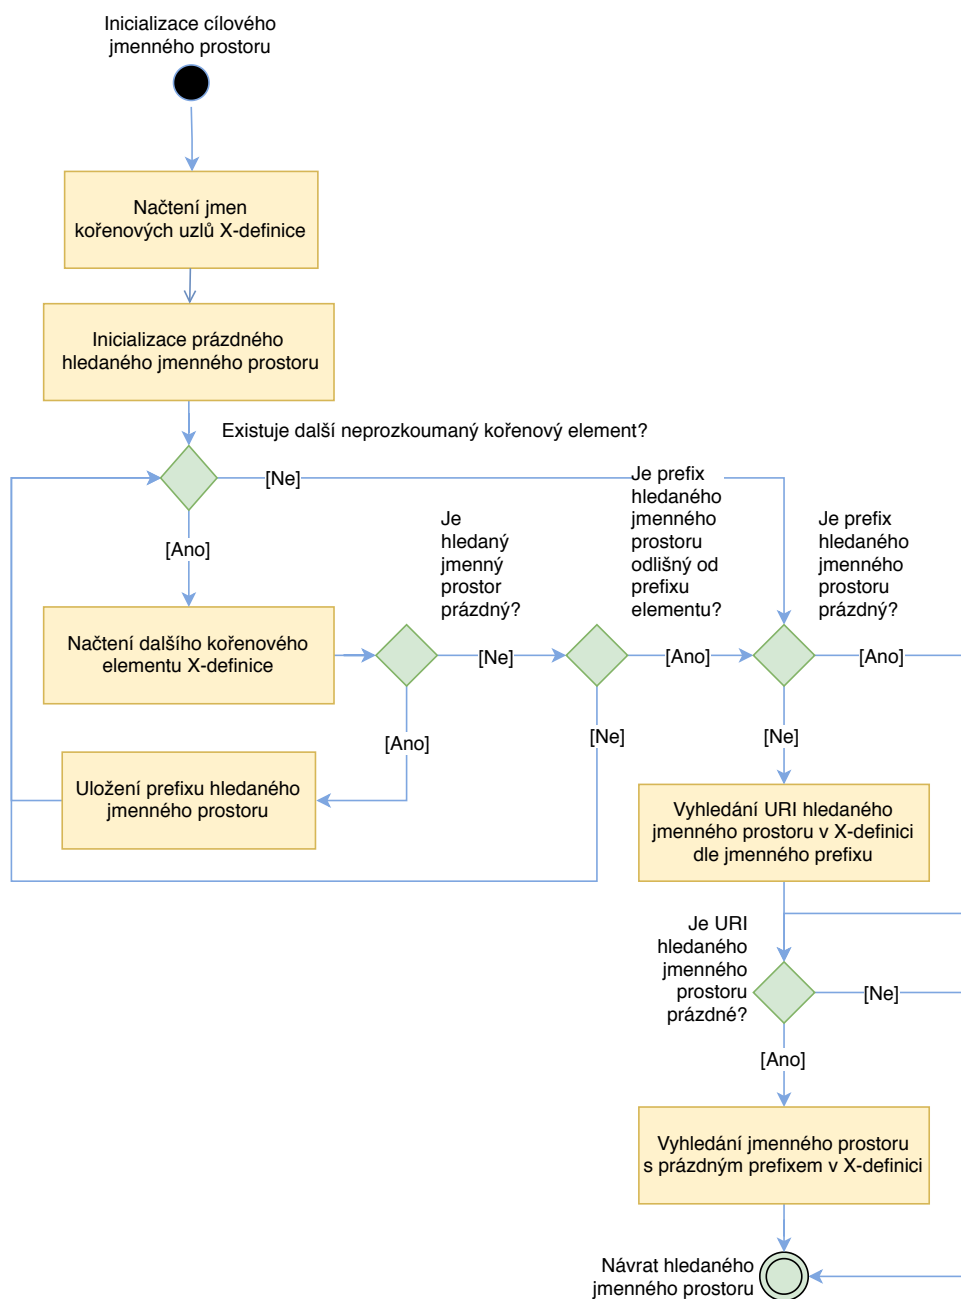 Inicializace cílového
jmenného prostoru
Načtení jmen
kořenových uzlů X-definice
Inicializace prázdného
hledaného jmenného prostoru
Existuje další neprozkoumaný kořenový element?
[Ne]
[Ano]
Je
hledaný
jmenný
prostor
prázdný?
Je prefix
hledaného
jmenného
prostoru
odlišný od
prefixu
elementu?
Je prefix
hledaného
jmenného
prostoru
prázdný?
Načtení dalšího kořenového
elementu X-definice
[Ne]
[Ano]
[Ano]
[Ano]
[Ne]
[Ne]
Uložení prefixu hledaného
jmenného prostoru
Vyhledání URI hledaného
jmenného prostoru v X-definici
dle jmenného prefixu
Je URI
hledaného
jmenného
prostoru
prázdné?
[Ne]
[Ano]
Vyhledání jmenného prostoru
s prázdným prefixem v X-definici
Návrat hledaného
jmenného prostoru